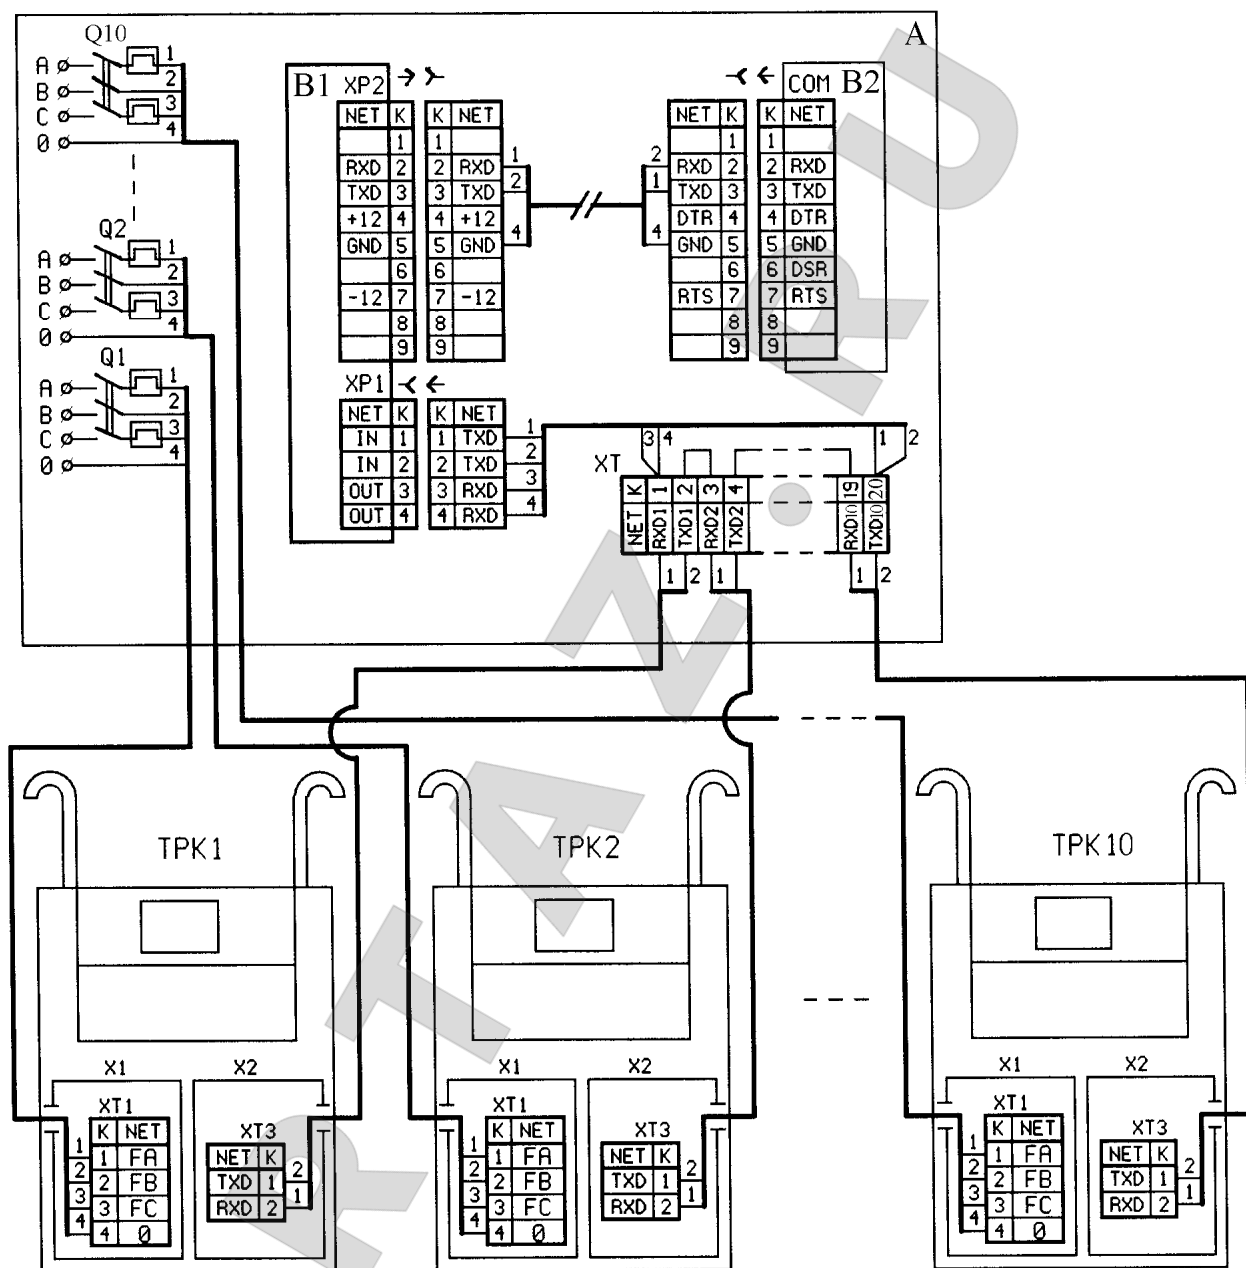 Q10
A
A 1
B 2
C 3
0 4
B1 XP2
COM B2
NET K K NET
NET K K NET
1 1
1 1
RXD 2 2 RXD 1
2 RXD 2 2 RXD
TXD 3 3 TXD 2
1 TXD 3 3 TXD
+12 4 4 +12
DTR 4 4 DTR
GND 5 5 GND 4
4 GND 5 5 GND
6 6
6 6 DSR
-12 7 7 -12
RTS 7 7 RTS
8 8
8 8
9 9
9 9
Q2
A 1
B 2
C 3
0 4
Q1
A 1
B 2
C 3
0 4
XP1
NET K K NET
IN 1 1 TXD 1
IN 2 2 TXD 2
OUT 3 3 RXD 3
OUT 4 4 RXD 4
3 4 1 2
XT
K 1 2 3 4 19 20
NET RXD1 TXD1 RXD2 TXD2 RXD10 TXD10
1 2 1 1 2
TPK1
TPK2
TPK10
X1 X2
XT1
K NET
1 1 FA
2 2 FB
3 3 FC
4 4 0
XT3
NET K
TXD 1 2
RXD 2 1
X1 X2
XT1
K NET
1 1 FA
2 2 FB
3 3 FC
4 4 0
XT3
NET K
TXD 1 2
RXD 2 1
X1 X2
XT1
K NET
1 1 FA
2 2 FB
3 3 FC
4 4 0
XT3
NET K
TXD 1 2
RXD 2 1
RTAZ.RU